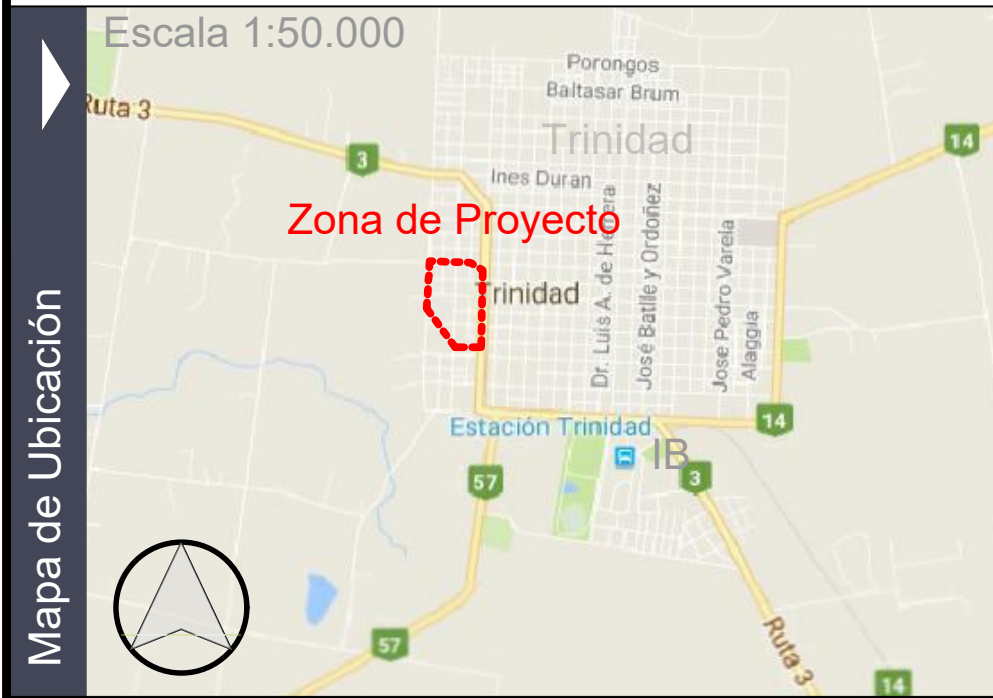 Mapa de Ubicación
Escala 1:50.000
Porongos
Baltasar Brum
Ruta 3
Trinidad
14
3
Ines Duran
Zona de Proyecto
Dr. Luis A. de Herrera
José Batlle y Ordoñez
Jose Pedro Varela
Alaggia
Trinidad
Estación Trinidad
14
IB
3
57
57
Ruta 3
14